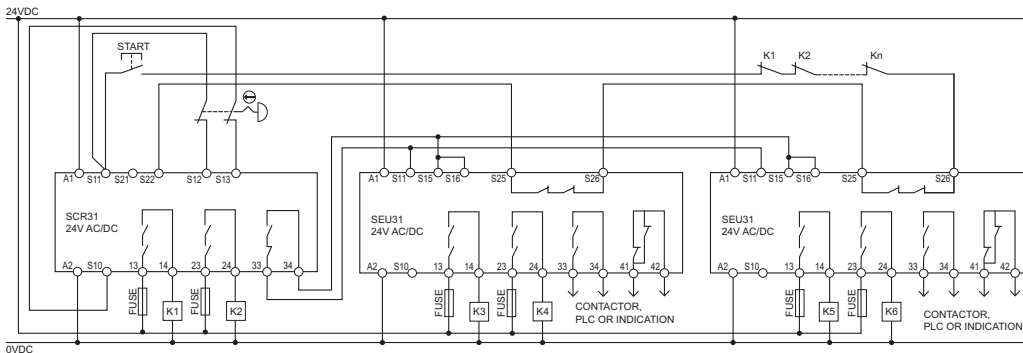 24VDC
START
K1 K2 Kn
A1 S11 S21 S22 S12 S13
A1 S11 S15 S16 S25 S26
A1 S11 S15 S16 S25 S26
SCR31
24V AC/DC
SEU31
24V AC/DC
SEU31
24V AC/DC
A2 S10 13 14 23 24 33 34
A2 S10 13 14 23 24 33 34 41 42
A2 S10 13 14 23 24 33 34 41 42
FUSE K1 FUSE K2
FUSE K3 FUSE K4
CONTACTOR,
PLC OR INDICATION
FUSE K5 FUSE K6
CONTACTOR,
PLC OR INDICATION
0VDC